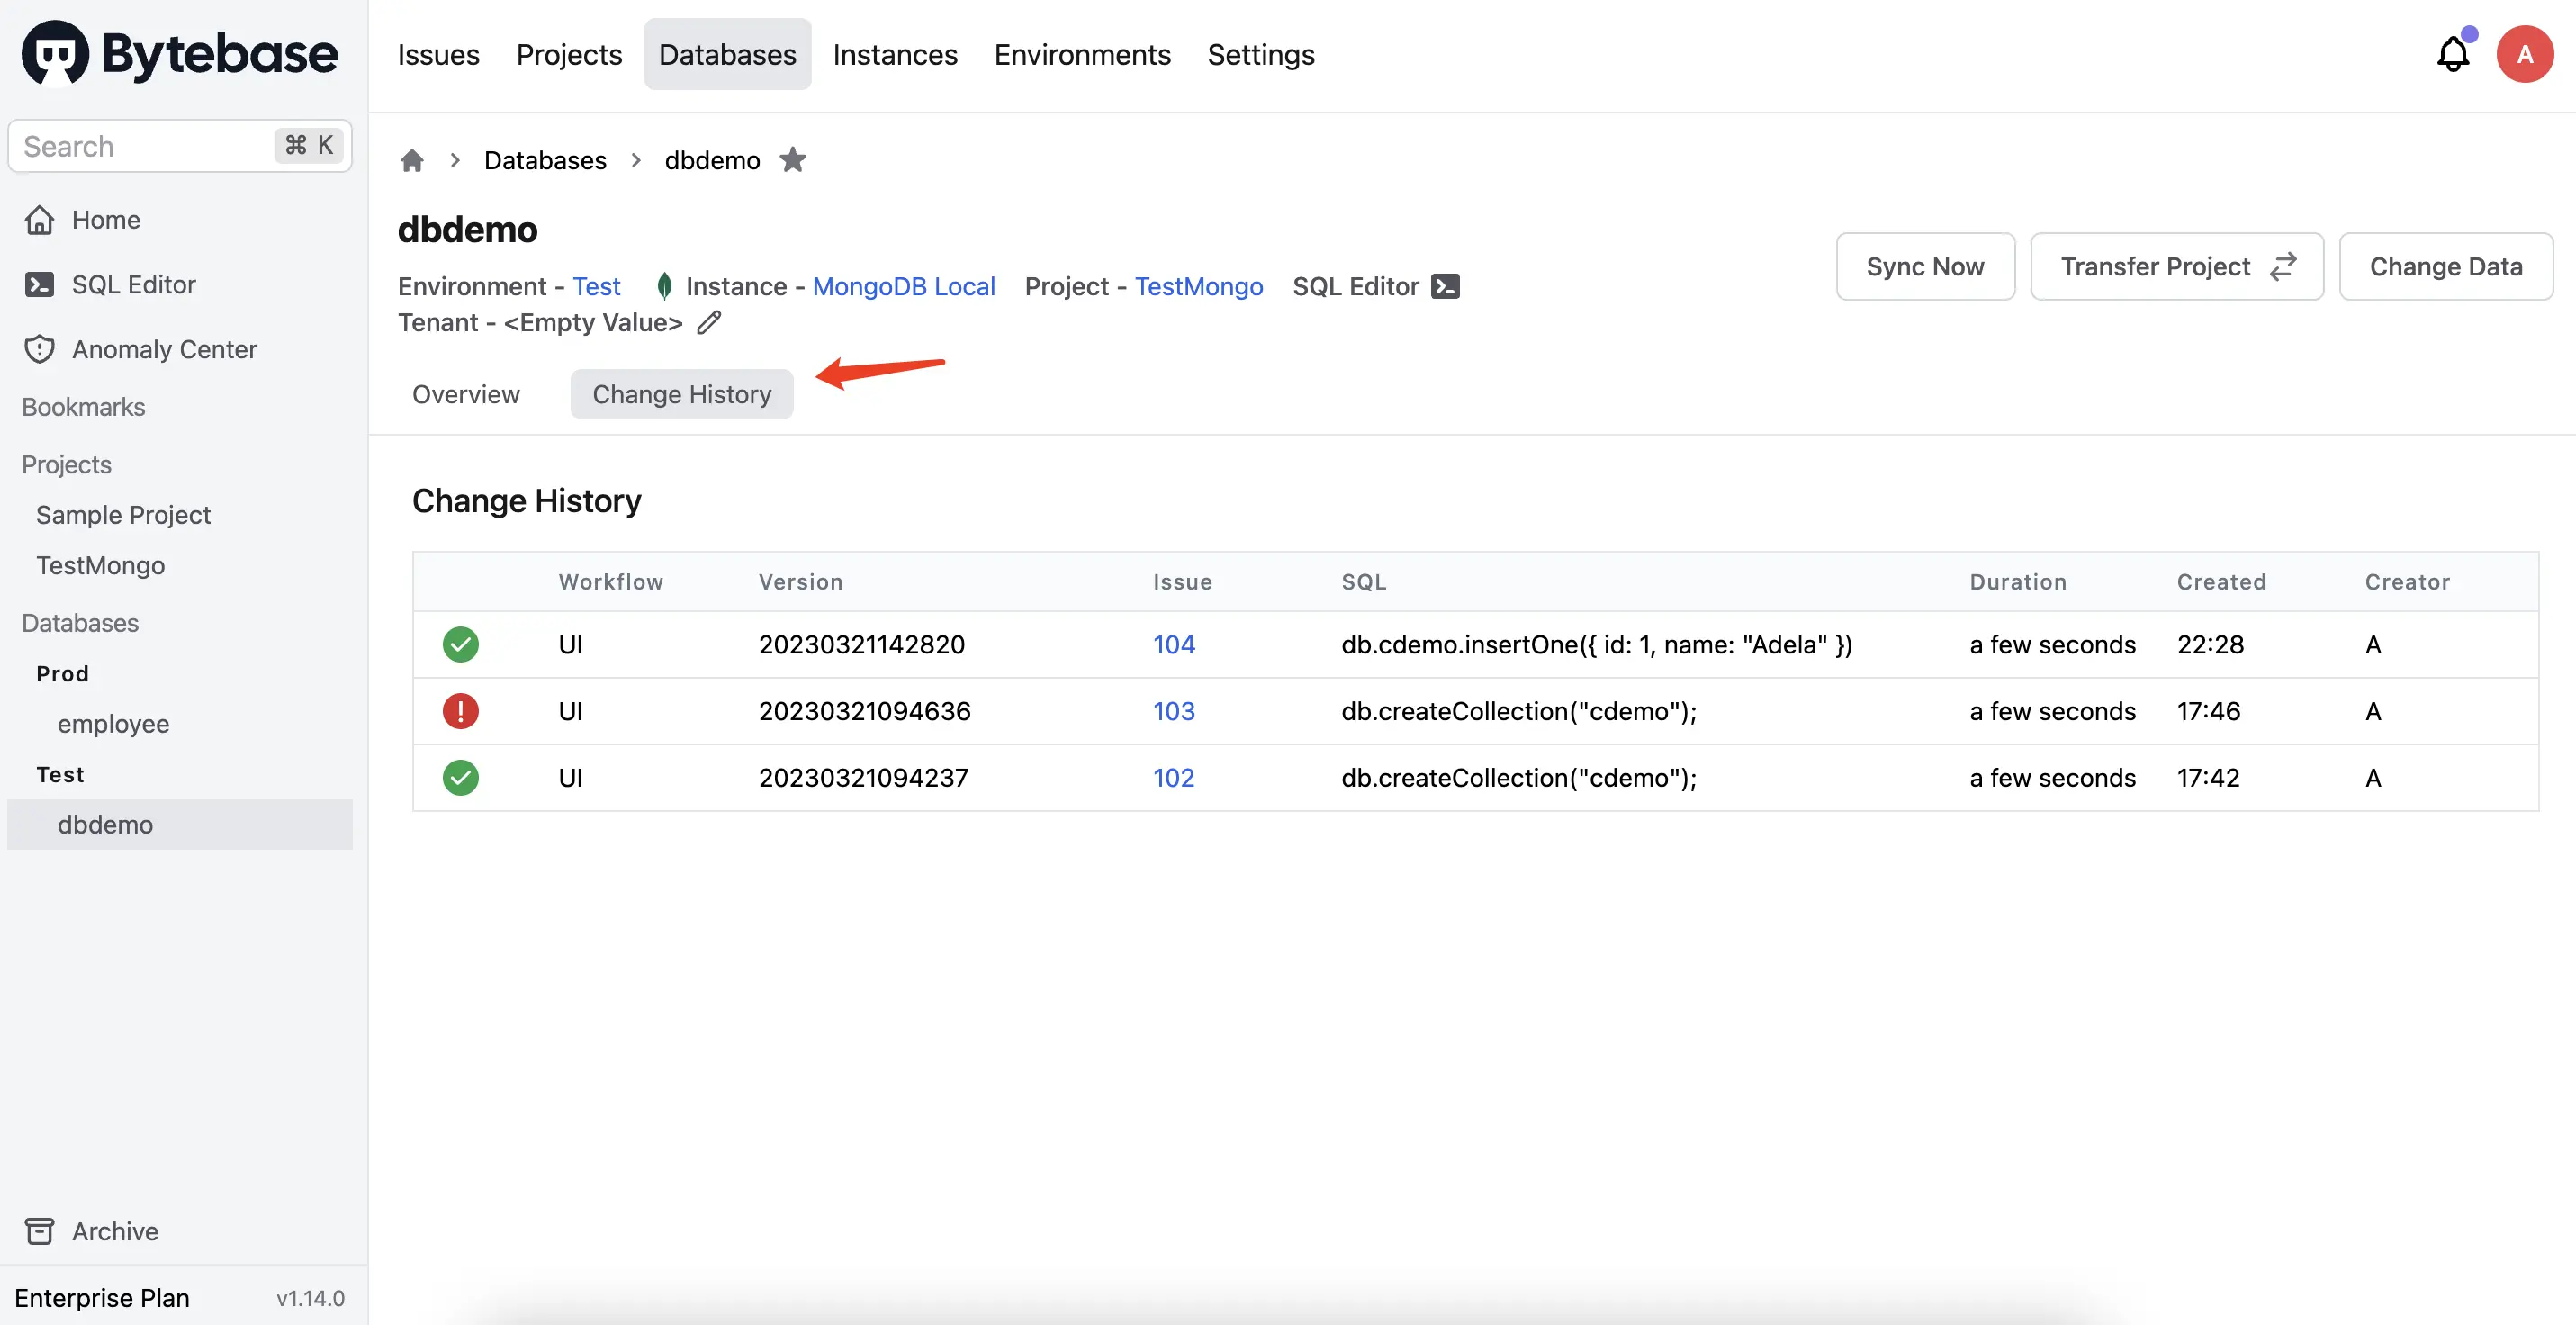 Bytebase
Issues Projects Databases Instances Environments Settings
A
Search ⌘ K
Home
SQL Editor
Anomaly Center
Bookmarks
Projects
Sample Project
TestMongo
Databases
Prod
employee
Test
dbdemo
Archive
Enterprise Plan v1.14.0
Databases dbdemo
dbdemo
Environment - Test Instance - MongoDB Local Project - TestMongo SQL Editor
Tenant - <Empty Value>
Sync Now Transfer Project Change Data
Overview Change History
Change History
Workflow Version Issue SQL Duration Created Creator
UI 20230321142820 104 db.cdemo.insertOne({ id: 1, name: "Adela" }) a few seconds 22:28 A
UI 20230321094636 103 db.createCollection("cdemo"); a few seconds 17:46 A
UI 20230321094237 102 db.createCollection("cdemo"); a few seconds 17:42 A